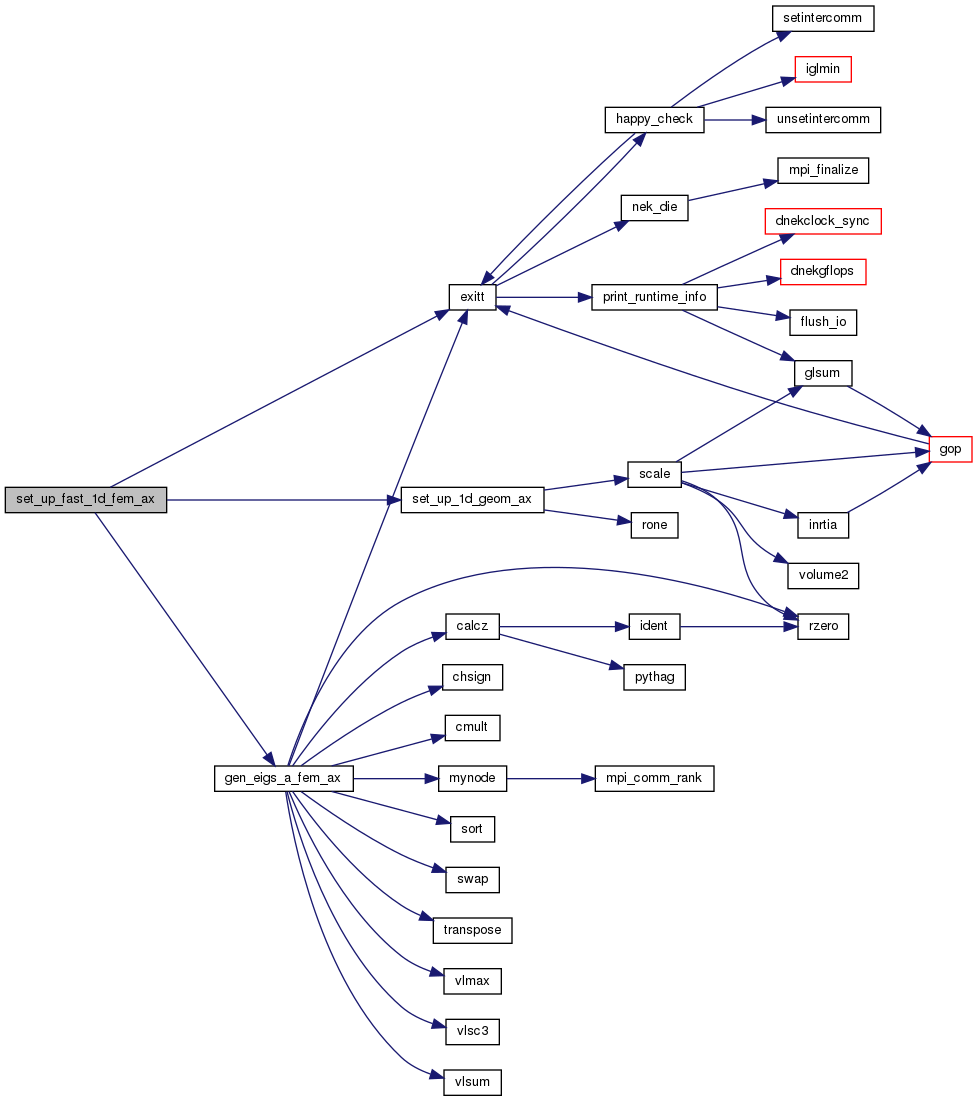 setintercomm
iglmin
happy_check
unsetintercomm
mpi_finalize
nek_die
dnekclock_sync
dnekgflops
exitt
print_runtime_info
flush_io
glsum
gop
scale
set_up_fast_1d_fem_ax
set_up_1d_geom_ax
rone
inrtia
volume2
calcz
ident
rzero
chsign
pythag
cmult
gen_eigs_a_fem_ax
mynode
mpi_comm_rank
sort
swap
transpose
vlmax
vlsc3
vlsum